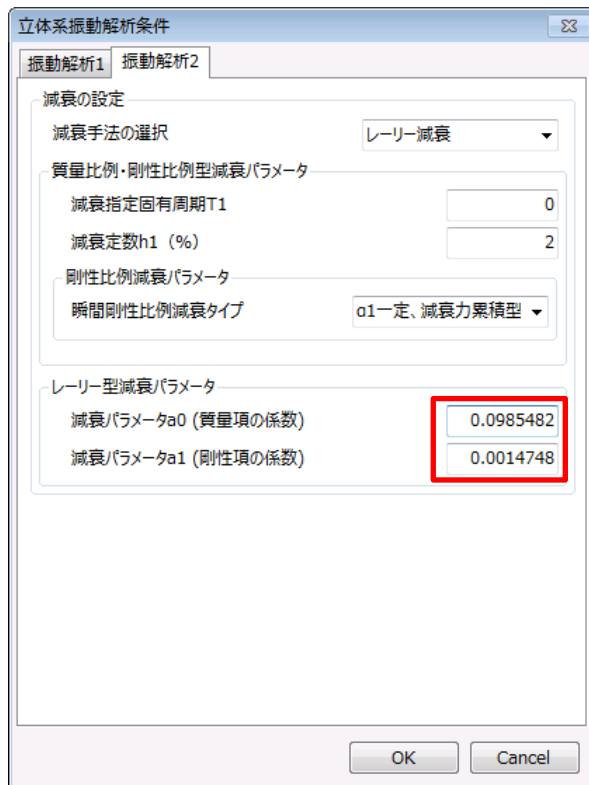 立体系振動解析条件
振動解析1 振動解析2
減衰の設定
減衰手法の選択 レーリー減衰
質量比例・剛性比例型減衰パラメータ
減衰指定固有周期T1 0
減衰定数h1 (%) 2
剛性比例減衰パラメータ
瞬間剛性比例減衰タイプ α1一定、減衰力累積型
レーリー型減衰パラメータ
減衰パラメータa0 (質量項の係数) 0.0985482
減衰パラメータa1 (剛性項の係数) 0.0014748
OK Cancel